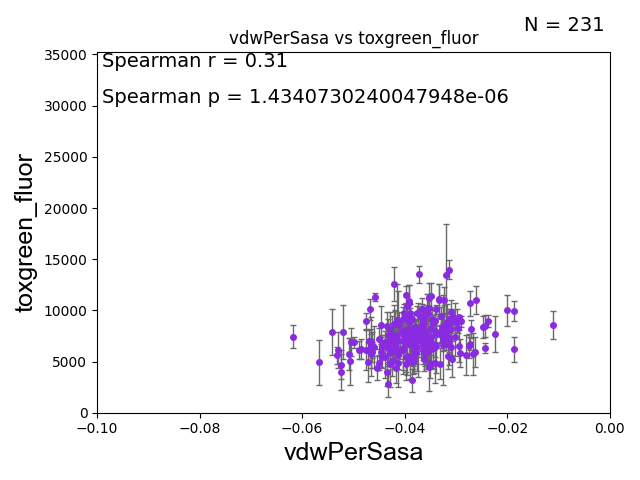 N = 231
vdwPerSasa vs toxgreen_fluor
Spearman r = 0.31
Spearman p = 1.4340730240047948e-06
toxgreen_fluor
35000
30000
25000
20000
15000
10000
5000
0
−0.10 −0.08 −0.06 −0.04 −0.02 0.00
vdwPerSasa